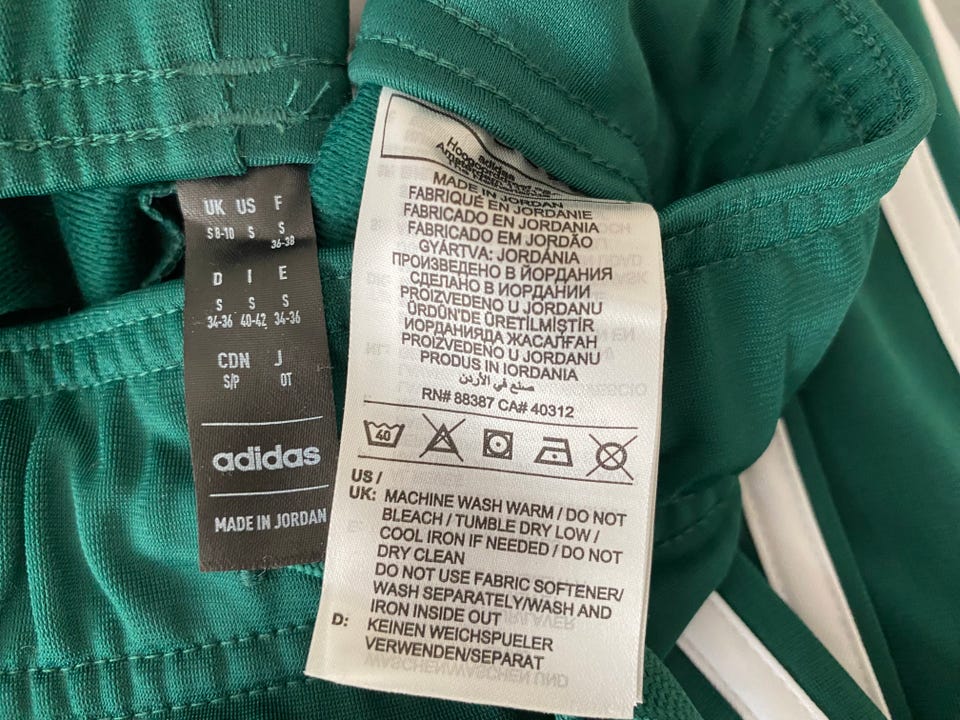 UK US F
S 8-10 S S
36-38
D I E
S S S
34-36 40-42 34-36
CDN J
S/P OT
adidas
MADE IN JORDAN
adidas
MADE IN JORDAN
FABRIQUÉ EN JORDANIE
FABRICADO EN JORDANIA
FABRICADO EM JORDÃO
GYÁRTVA: JORDÁNIA
ПРОИЗВЕДЕНО В ЙОРДАНИЯ
СДЕЛАНО В ИОРДАНИИ
PROIZVEDENO U JORDANU
ÜRDÜN'DE ÜRETİLMİŞTİR
ИОРДАНИЯДА ЖАСАЛҒАН
PROIZVEDENO U JORDANU
PRODUS IN IORDANIA
صنع في الأردن
RN# 88387 CA# 40312
40
US /
UK: MACHINE WASH WARM / DO NOT
BLEACH / TUMBLE DRY LOW /
COOL IRON IF NEEDED / DO NOT
DRY CLEAN
DO NOT USE FABRIC SOFTENER/
WASH SEPARATELY/WASH AND
IRON INSIDE OUT
D: KEINEN WEICHSPUELER
VERWENDEN/SEPARAT